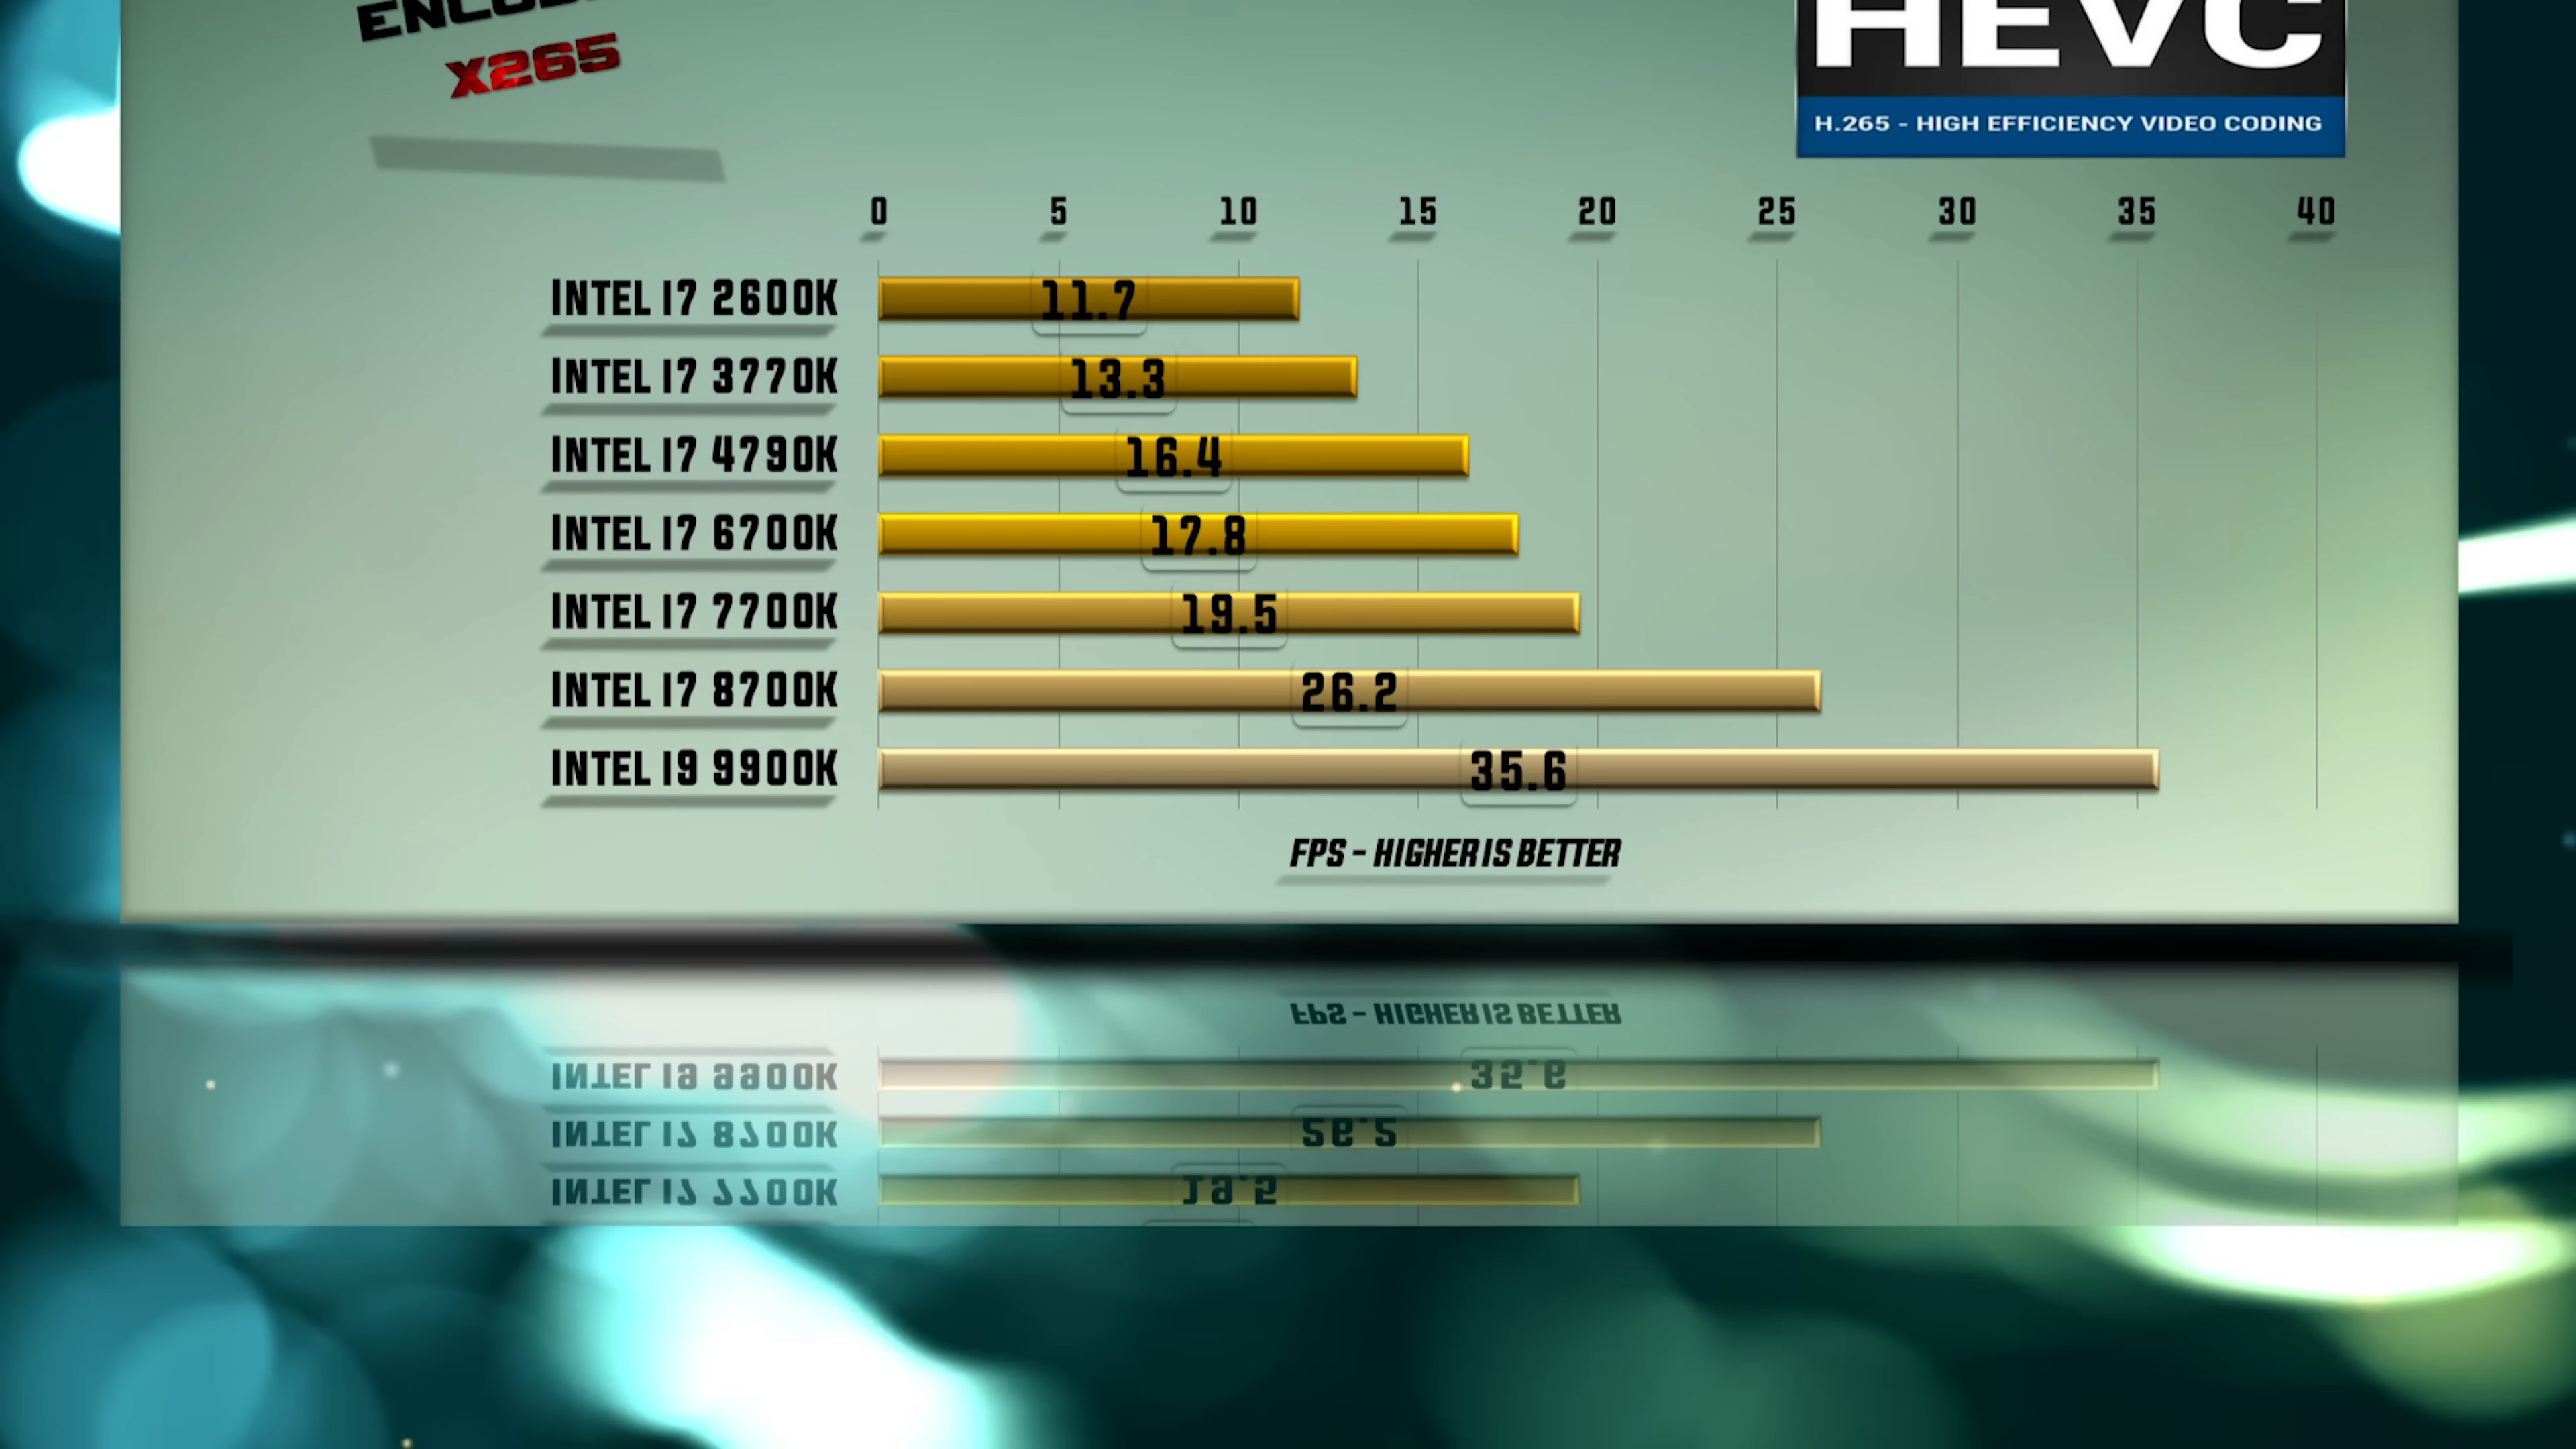 X265
HEVC
H.265 - HIGH EFFICIENCY VIDEO CODING
0 5 10 15 20 25 30 35 40
INTEL I7 2600K 11.7
INTEL I7 3770K 13.3
INTEL I7 4790K 16.4
INTEL I7 6700K 17.8
INTEL I7 7700K 19.5
INTEL I7 8700K 26.2
INTEL I9 9900K 35.6
FPS - HIGHER IS BETTER